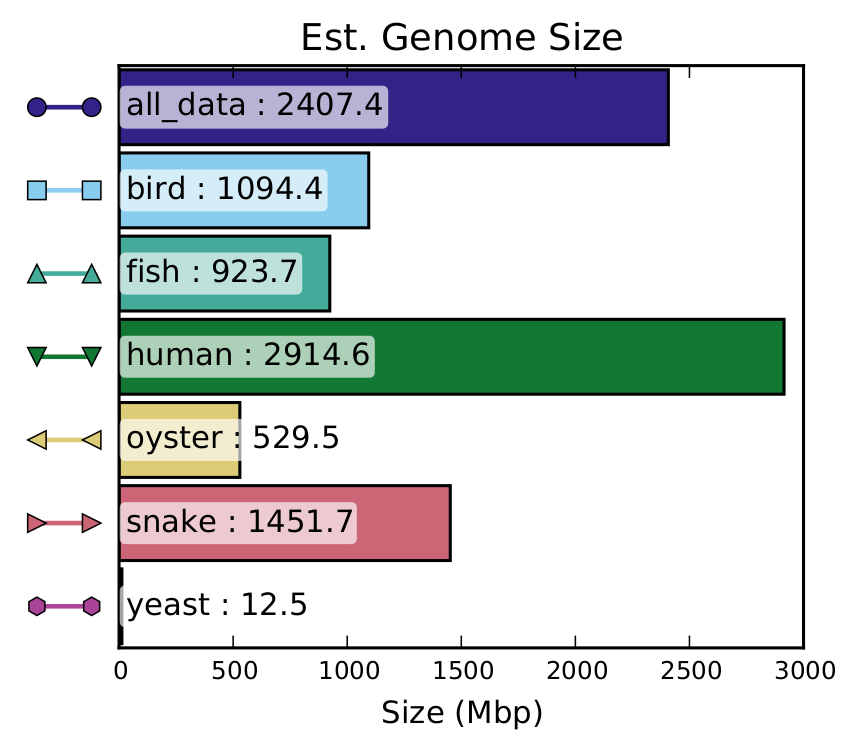 Est. Genome Size
all_data : 2407.4
bird : 1094.4
fish : 923.7
human : 2914.6
oyster : 529.5
snake : 1451.7
yeast : 12.5
0 500 1000 1500 2000 2500 3000
Size (Mbp)